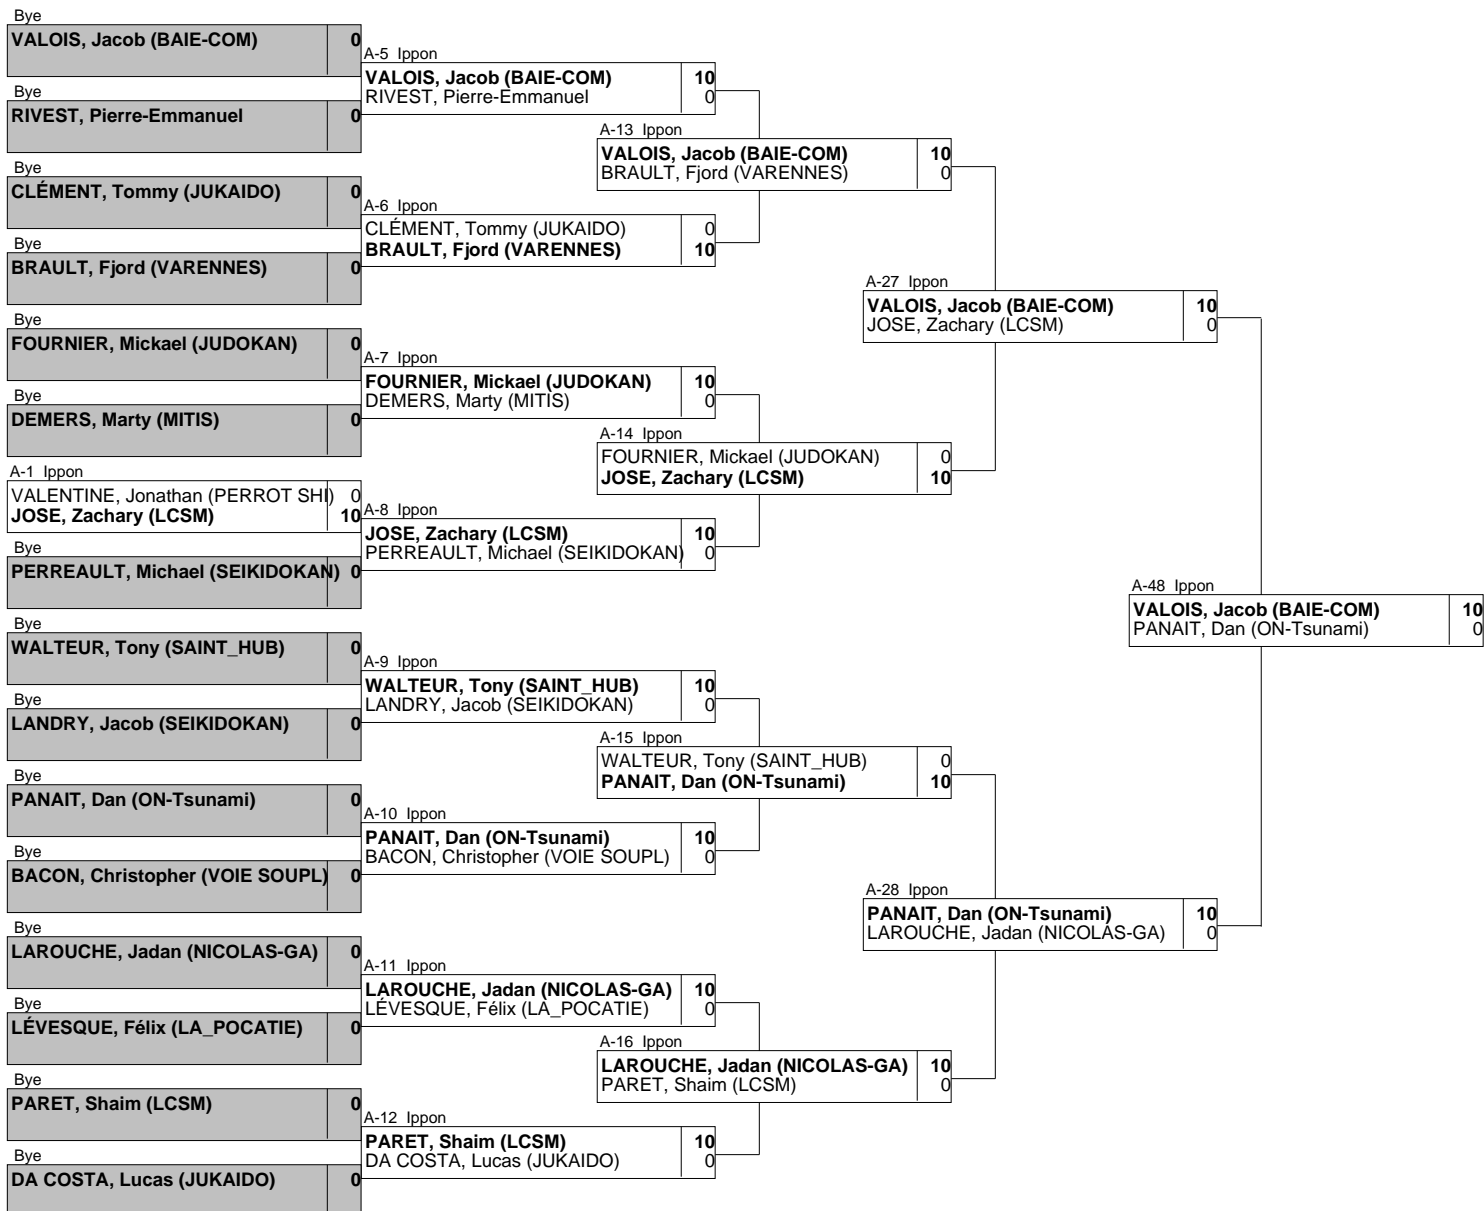 Bye
VALOIS, Jacob (BAIE-COM) 0
Bye
RIVEST, Pierre-Emmanuel 0
Bye
CLÉMENT, Tommy (JUKAIDO) 0
Bye
BRAULT, Fjord (VARENNES) 0
Bye
FOURNIER, Mickael (JUDOKAN) 0
Bye
DEMERS, Marty (MITIS) 0
A-1 Ippon
VALENTINE, Jonathan (PERROT SHI) 0
JOSE, Zachary (LCSM) 10
Bye
PERREAULT, Michael (SEIKIDOKAN) 0
Bye
WALTEUR, Tony (SAINT_HUB) 0
Bye
LANDRY, Jacob (SEIKIDOKAN) 0
Bye
PANAIT, Dan (ON-Tsunami) 0
Bye
BACON, Christopher (VOIE SOUPL) 0
Bye
LAROUCHE, Jadan (NICOLAS-GA) 0
Bye
LÉVESQUE, Félix (LA_POCATIE) 0
Bye
PARET, Shaim (LCSM) 0
Bye
DA COSTA, Lucas (JUKAIDO) 0
A-5 Ippon
VALOIS, Jacob (BAIE-COM) 10
RIVEST, Pierre-Emmanuel 0
A-6 Ippon
CLÉMENT, Tommy (JUKAIDO) 0
BRAULT, Fjord (VARENNES) 10
A-7 Ippon
FOURNIER, Mickael (JUDOKAN) 10
DEMERS, Marty (MITIS) 0
A-8 Ippon
JOSE, Zachary (LCSM) 10
PERREAULT, Michael (SEIKIDOKAN) 0
A-9 Ippon
WALTEUR, Tony (SAINT_HUB) 10
LANDRY, Jacob (SEIKIDOKAN) 0
A-10 Ippon
PANAIT, Dan (ON-Tsunami) 10
BACON, Christopher (VOIE SOUPL) 0
A-11 Ippon
LAROUCHE, Jadan (NICOLAS-GA) 10
LÉVESQUE, Félix (LA_POCATIE) 0
A-12 Ippon
PARET, Shaim (LCSM) 10
DA COSTA, Lucas (JUKAIDO) 0
A-13 Ippon
VALOIS, Jacob (BAIE-COM) 10
BRAULT, Fjord (VARENNES) 0
A-14 Ippon
FOURNIER, Mickael (JUDOKAN) 0
JOSE, Zachary (LCSM) 10
A-15 Ippon
WALTEUR, Tony (SAINT_HUB) 0
PANAIT, Dan (ON-Tsunami) 10
A-16 Ippon
LAROUCHE, Jadan (NICOLAS-GA) 10
PARET, Shaim (LCSM) 0
A-27 Ippon
VALOIS, Jacob (BAIE-COM) 10
JOSE, Zachary (LCSM) 0
A-28 Ippon
PANAIT, Dan (ON-Tsunami) 10
LAROUCHE, Jadan (NICOLAS-GA) 0
A-48 Ippon
VALOIS, Jacob (BAIE-COM) 10
PANAIT, Dan (ON-Tsunami) 0